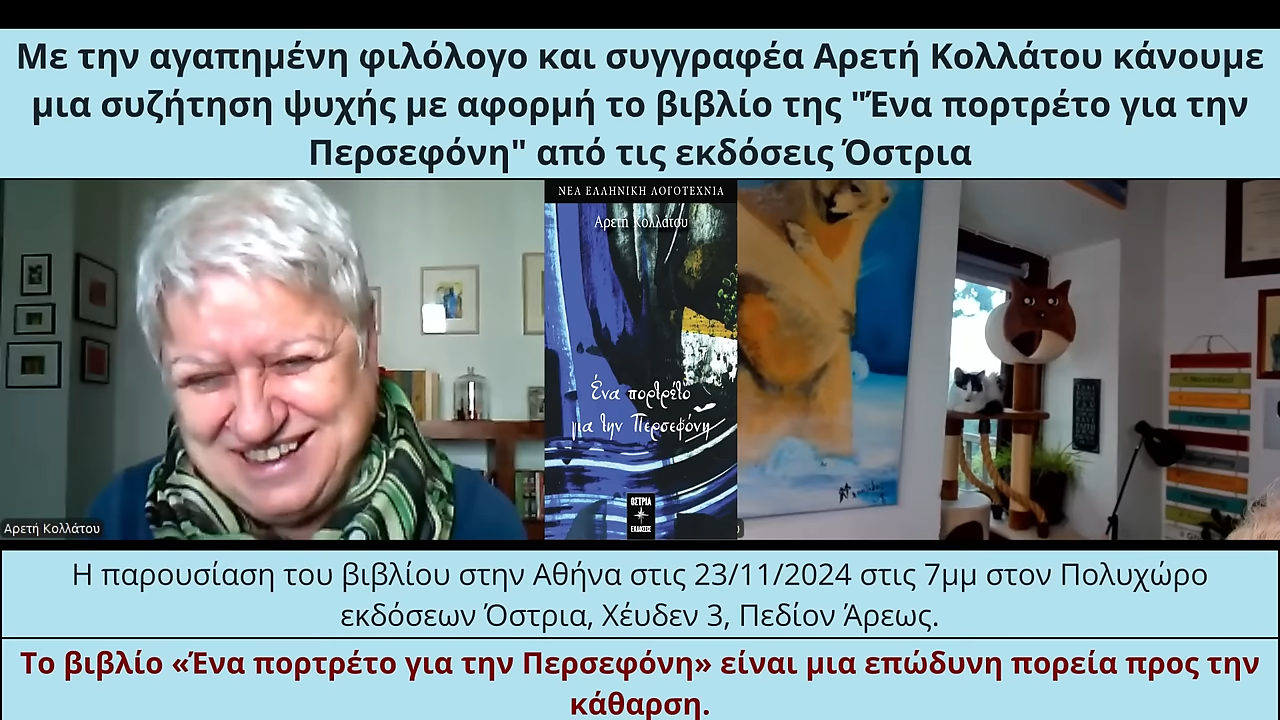 Με την αγαπημένη φιλόλογο και συγγραφέα Αρετή Κολλάτου κάνουμε
μια συζήτηση ψυχής με αφορμή το βιβλίο της "Ένα πορτρέτο για την
Περσεφόνη" από τις εκδόσεις Όστρια
ΝΕΑ ΕΛΛΗΝΙΚΗ ΛΟΓΟΤΕΧΝΙΑ
Αρετή Κολλάτου
Ένα πορτρέτο
για την Περσεφόνη
ΟΣΤΡΙΑ
ΕΚΔΟΣΕΙΣ
Αρετή Κολλάτου
Η παρουσίαση του βιβλίου στην Αθήνα στις 23/11/2024 στις 7μμ στον Πολυχώρο
εκδόσεων Όστρια, Χέυδεν 3, Πεδίον Άρεως.
Το βιβλίο «Ένα πορτρέτο για την Περσεφόνη» είναι μια επώδυνη πορεία προς την
κάθαρση.